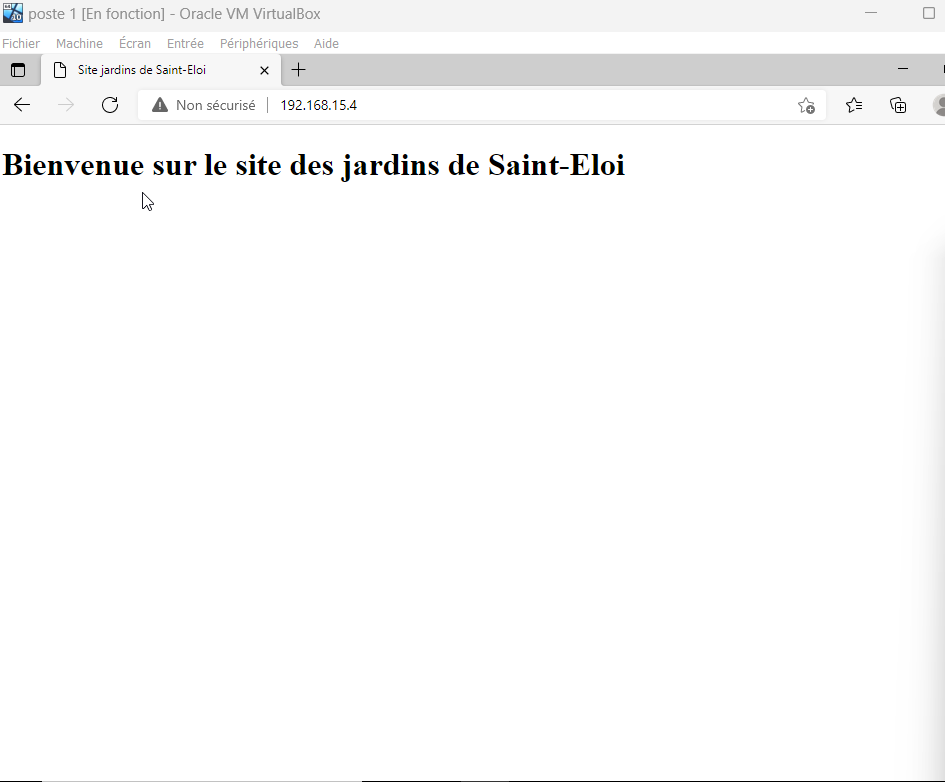 poste 1 [En fonction] - Oracle VM VirtualBox
Fichier Machine Écran Entrée Périphériques Aide
Site jardins de Saint-Eloi
Non sécurisé 192.168.15.4
Bienvenue sur le site des jardins de Saint-Eloi